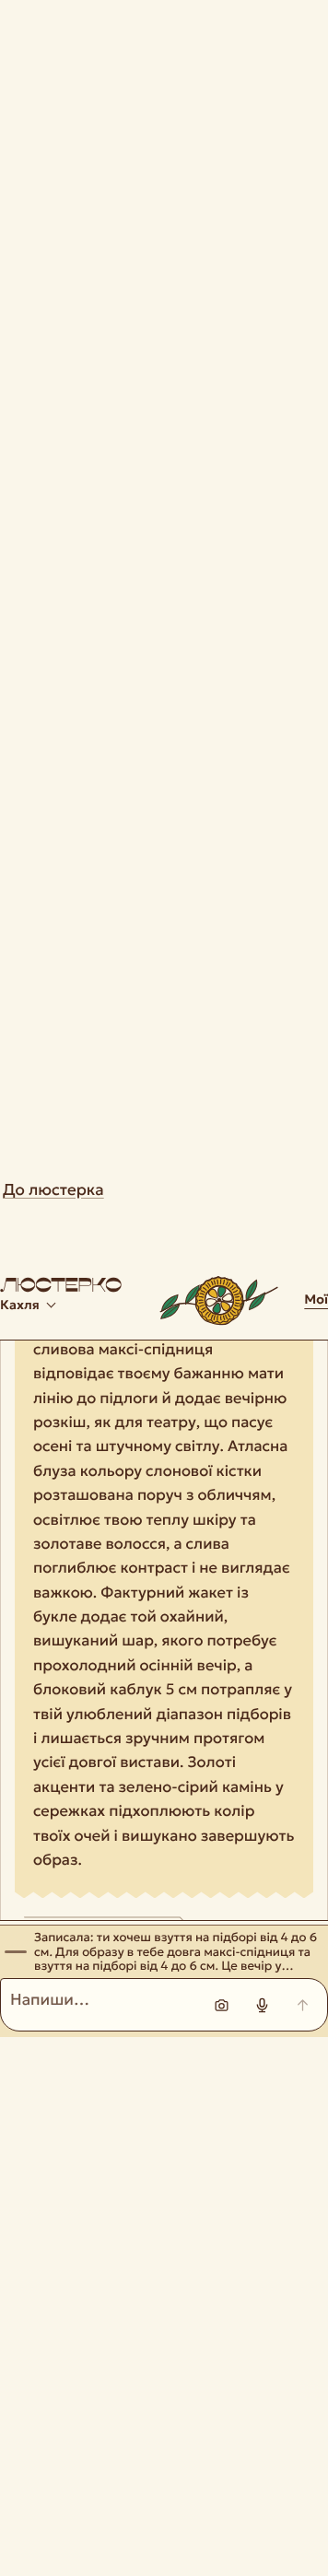 До люстерка
ЛЮСТЕРКО
Кахля
Мої
сливова максі-спідниця
відповідає твоєму бажанню мати
лінію до підлоги й додає вечірню
розкіш, як для театру, що пасує
осені та штучному світлу. Атласна
блуза кольору слонової кістки
розташована поруч з обличчям,
освітлює твою теплу шкіру та
золотаве волосся, а слива
поглиблює контраст і не виглядає
важкою. Фактурний жакет із
букле додає той охайний,
вишуканий шар, якого потребує
прохолодний осінній вечір, а
блоковий каблук 5 см потрапляє у
твій улюблений діапазон підборів
і лишається зручним протягом
усієї довгої вистави. Золоті
акценти та зелено-сірий камінь у
сережках підхоплюють колір
твоїх очей і вишукано завершують
образ.
Записала: ти хочеш взуття на підборі від 4 до 6
см. Для образу в тебе довга максі-спідниця та
взуття на підборі від 4 до 6 см. Це вечір у…
Напиши…